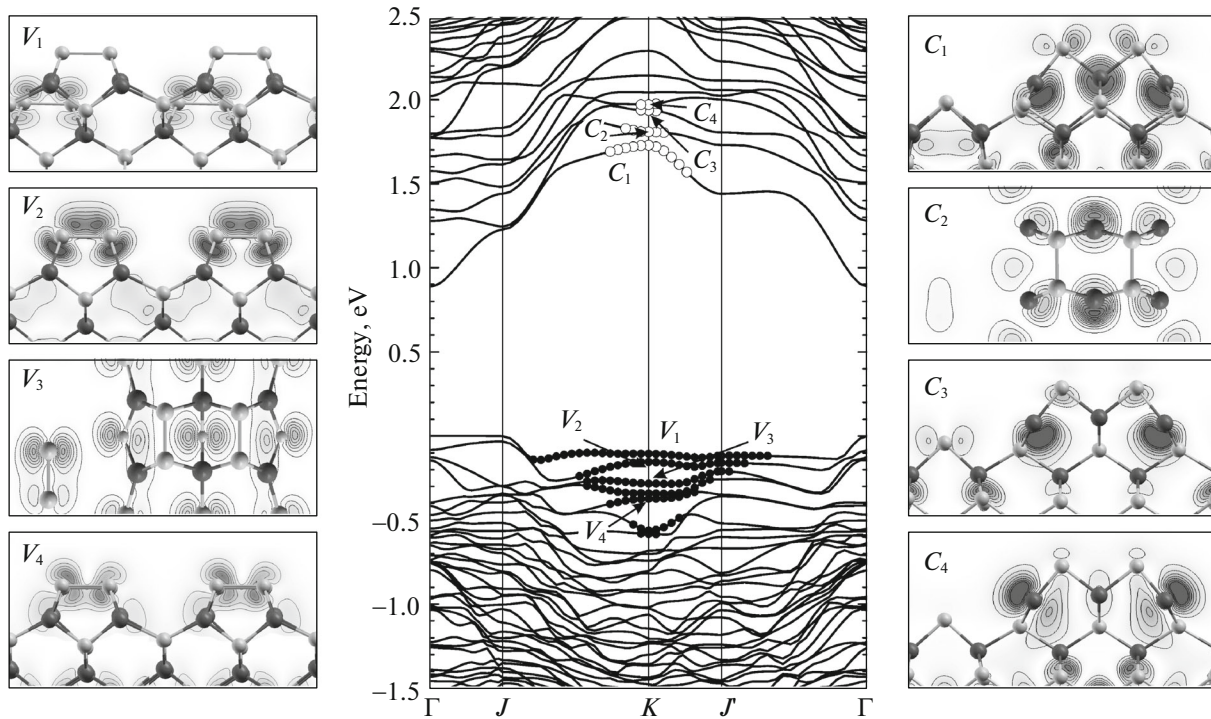 V₁
V₂
V₃
V₄
Energy, eV
2.5
2.0
1.5
1.0
0.5
−0.5
−1.0
−1.5
C₄
C₂
C₃
C₁
V₂
V₁
V₃
V₄
Γ J K J' Γ
C₁
C₂
C₃
C₄